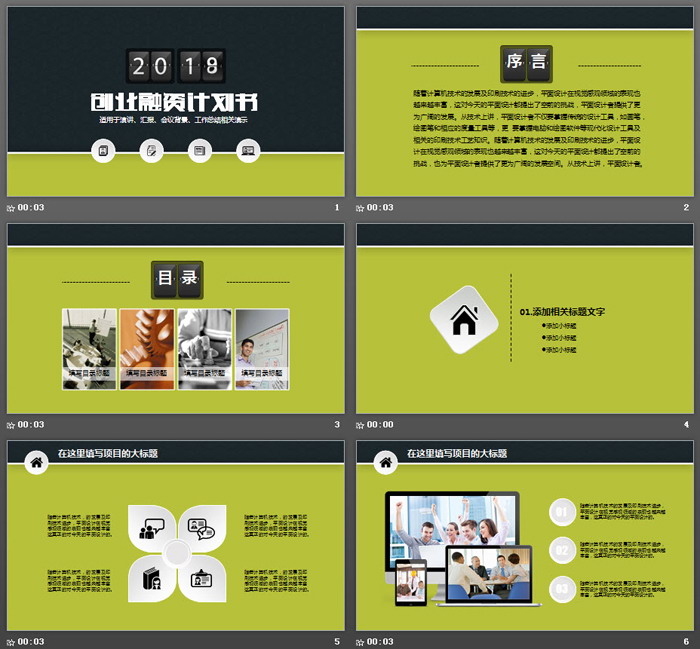 2018
创业融资计划书
适用于演讲、汇报、会议背景、工作总结相关演示
00:03
1
序言
随着计算机技术的发展及印刷技术的进步，平面设计在视觉感观领域的表现也
越来越丰富，这对今天的平面设计都提出了空前的挑战，平面设计者提供了更
为广阔的发展。从技术上讲，平面设计者不仅要掌握传统的设计工具，如画笔，
绘图笔和相应的度量工具等，更 要掌握电脑和绘图软件等现代化设计工具及
相关的印刷技术工艺知识。随着计算机技术的发展及印刷技术的进步，平面设
计在视觉感观领域的表现也越来越丰富，这对今天的平面设计都提出了空前的
挑战，也为平面设计者提供了更为广阔的发展空间。从技术上讲，平面设计者。
00:03
2
目录
填写目录标题
填写目录标题
填写目录标题
填写目录标题
00:03
3
01.添加相关标题文字
●添加小标题
●添加小标题
●添加小标题
00:00
4
在这里填写项目的大标题
00:03
5
在这里填写项目的大标题
01
02
03
00:03
6